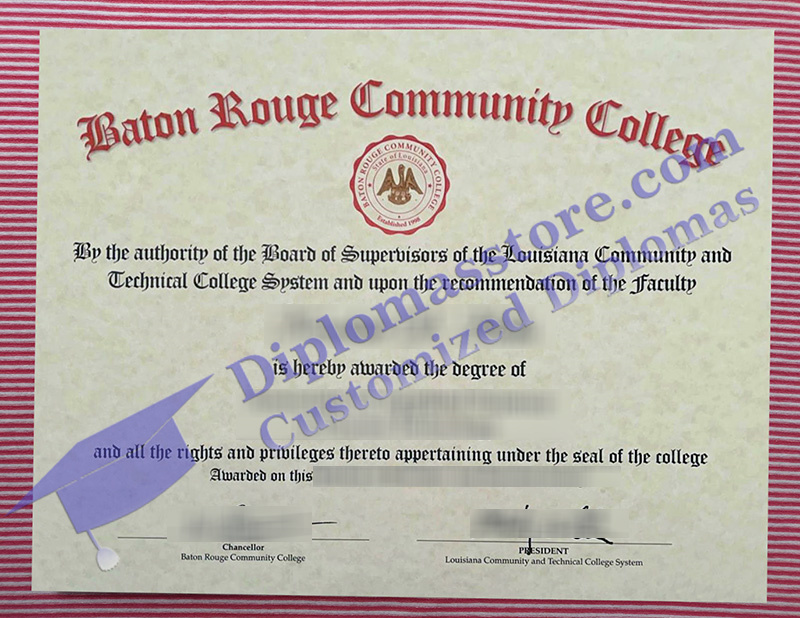 Baton Rouge Community College
BATON ROUGE COMMUNITY COLLEGE
State of Louisiana
Established 1998
By the authority of the Board of Supervisors of the Louisiana Community and
Technical College System and upon the recommendation of the Faculty
is hereby awarded the degree of
and all the rights and privileges thereto appertaining under the seal of the college
Awarded on this
Chancellor
Baton Rouge Community College
PRESIDENT
Louisiana Community and Technical College System
Diplomasstore.com
Customized Diplomas